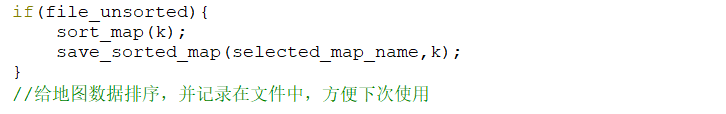 if(file_unsorted){
    sort_map(k);
    save_sorted_map(selected_map_name,k);
}
//给地图数据排序，并记录在文件中，方便下次使用